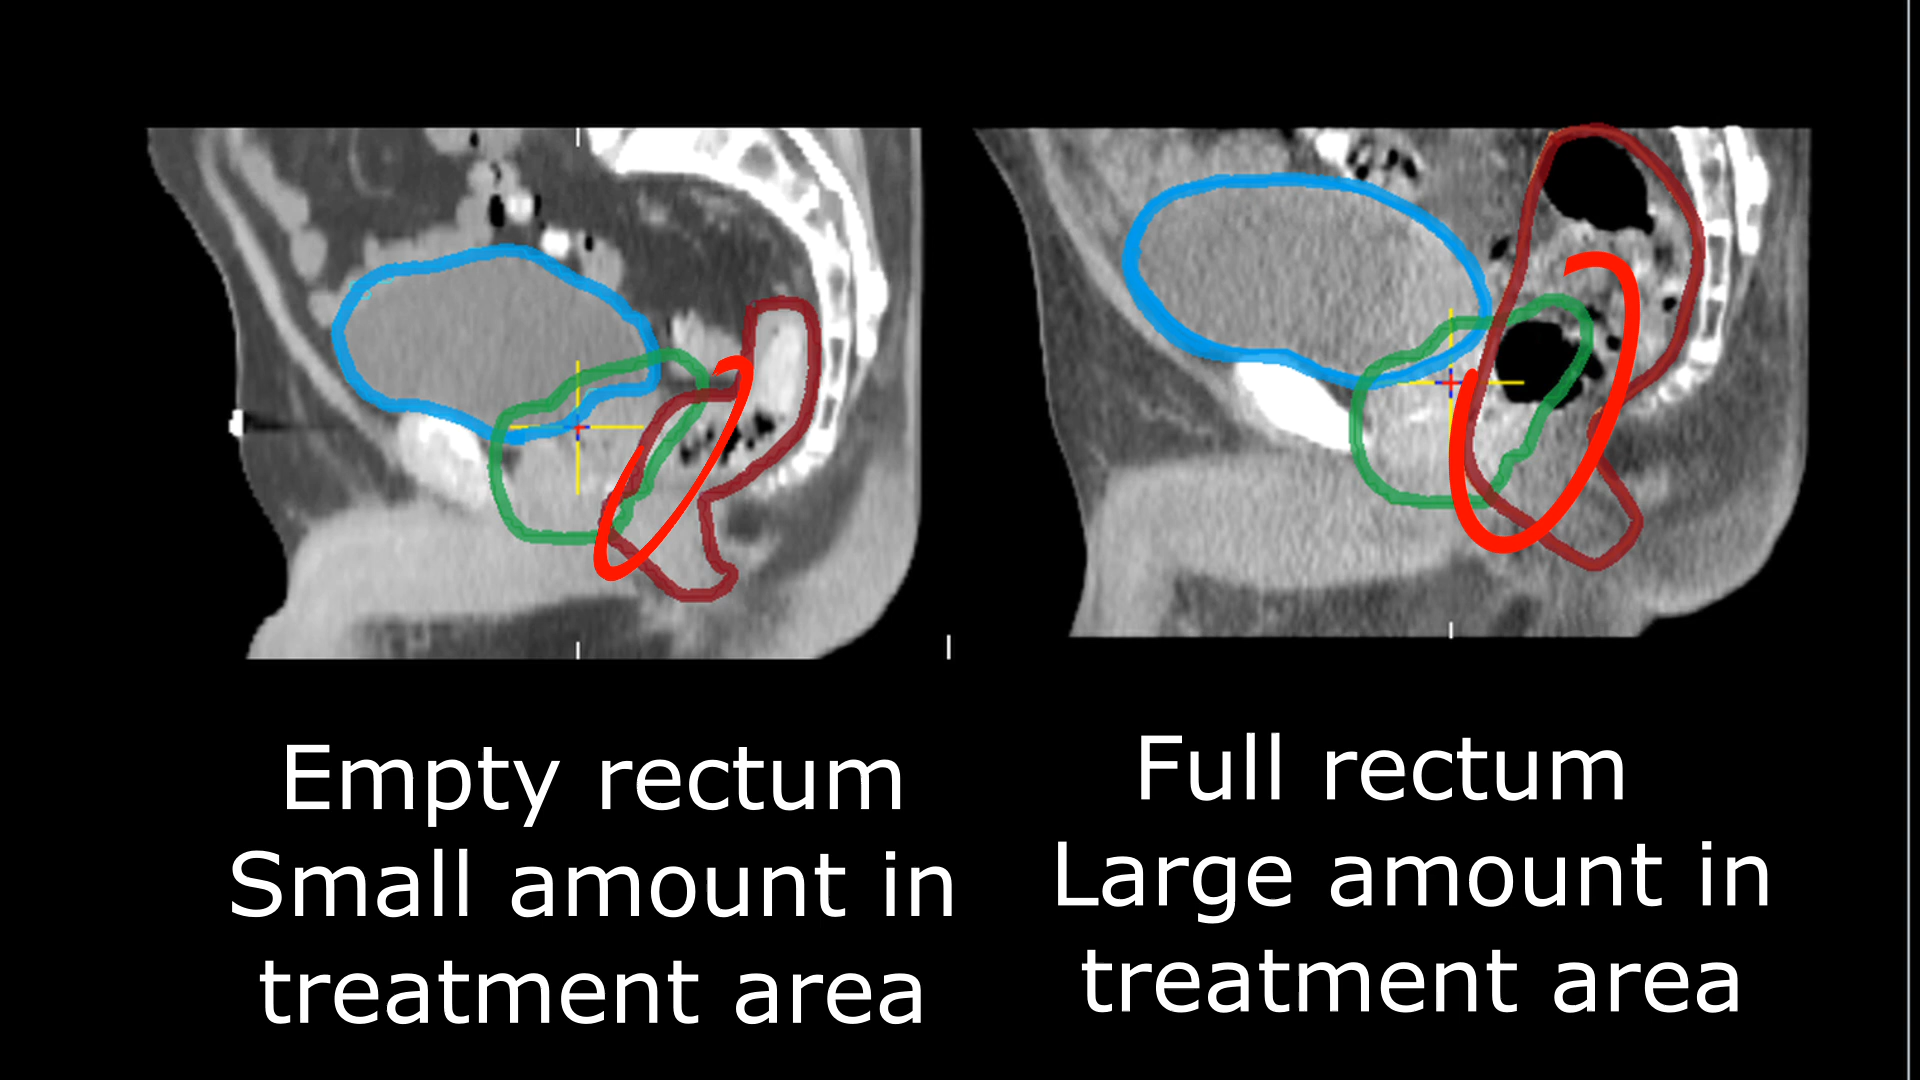 Empty rectum
Small amount in
treatment area
Full rectum
Large amount in
treatment area